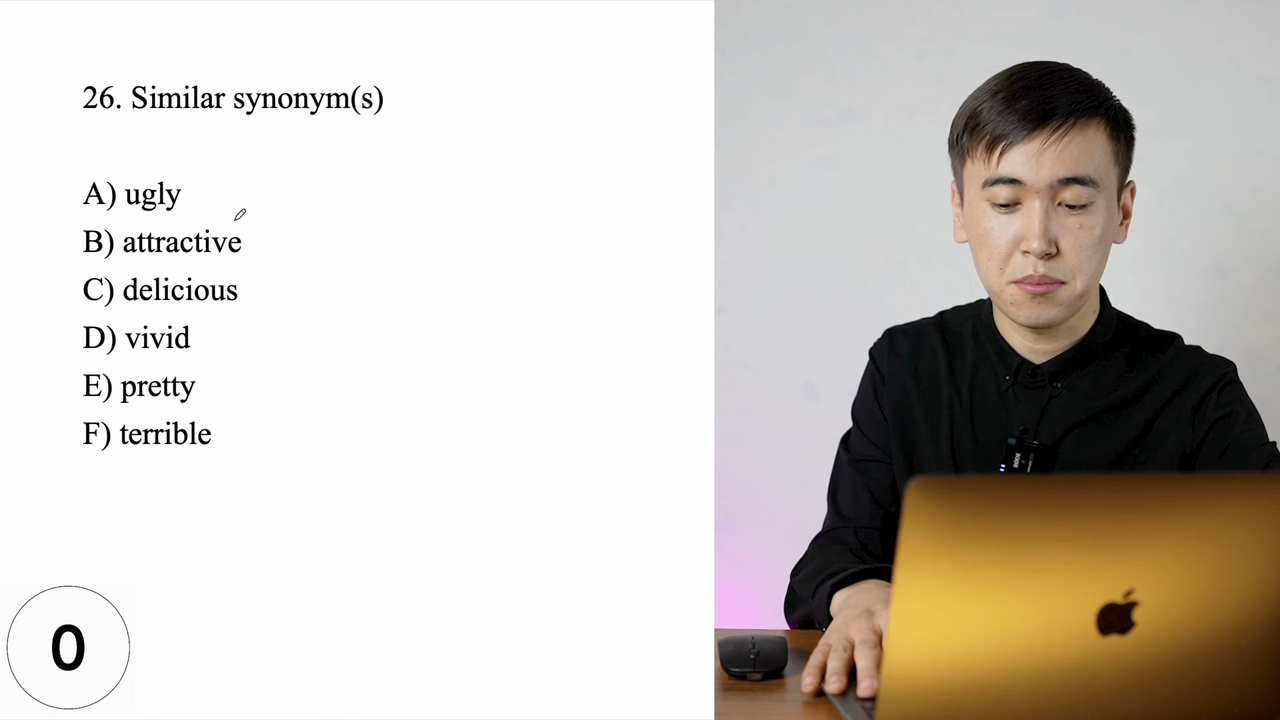 26. Similar synonym(s)
A) ugly
B) attractive
C) delicious
D) vivid
E) pretty
F) terrible
0